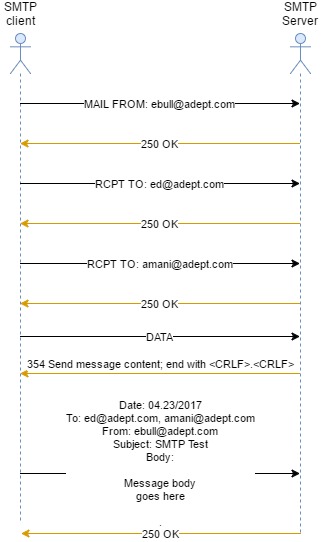 SMTP
client
SMTP
Server
MAIL FROM: ebull@adept.com
250 OK
RCPT TO: ed@adept.com
250 OK
RCPT TO: amani@adept.com
250 OK
DATA
354 Send message content; end with <CRLF>.<CRLF>
Date: 04.23/2017
To: ed@adept.com, amani@adept.com
From: ebull@adept.com
Subject: SMTP Test
Body:
Message body
goes here
.
250 OK